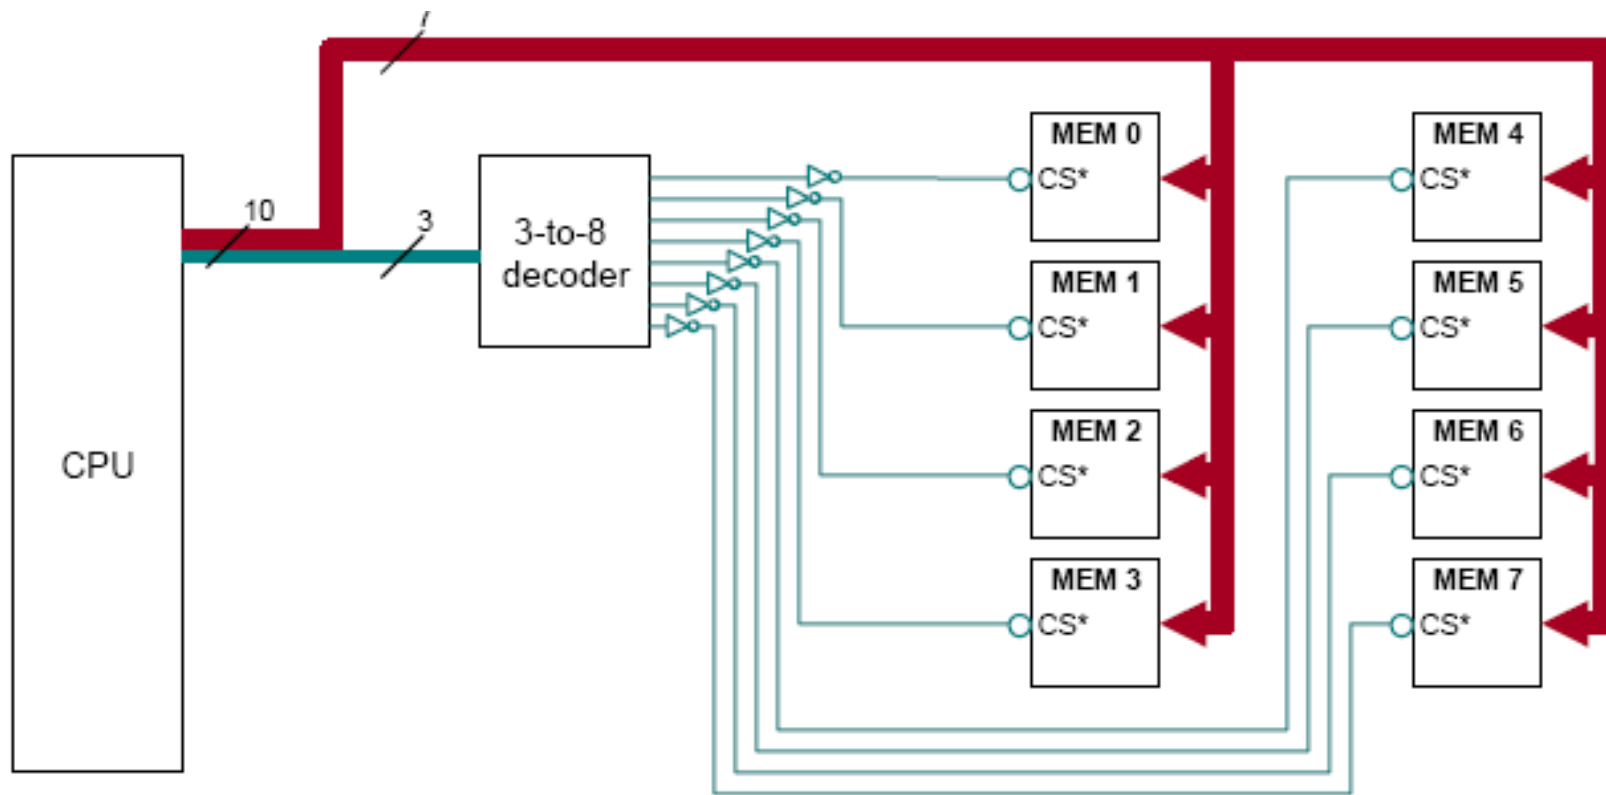 7
10
3
CPU
3-to-8
decoder
MEM 0
CS*
MEM 1
CS*
MEM 2
CS*
MEM 3
CS*
MEM 4
CS*
MEM 5
CS*
MEM 6
CS*
MEM 7
CS*